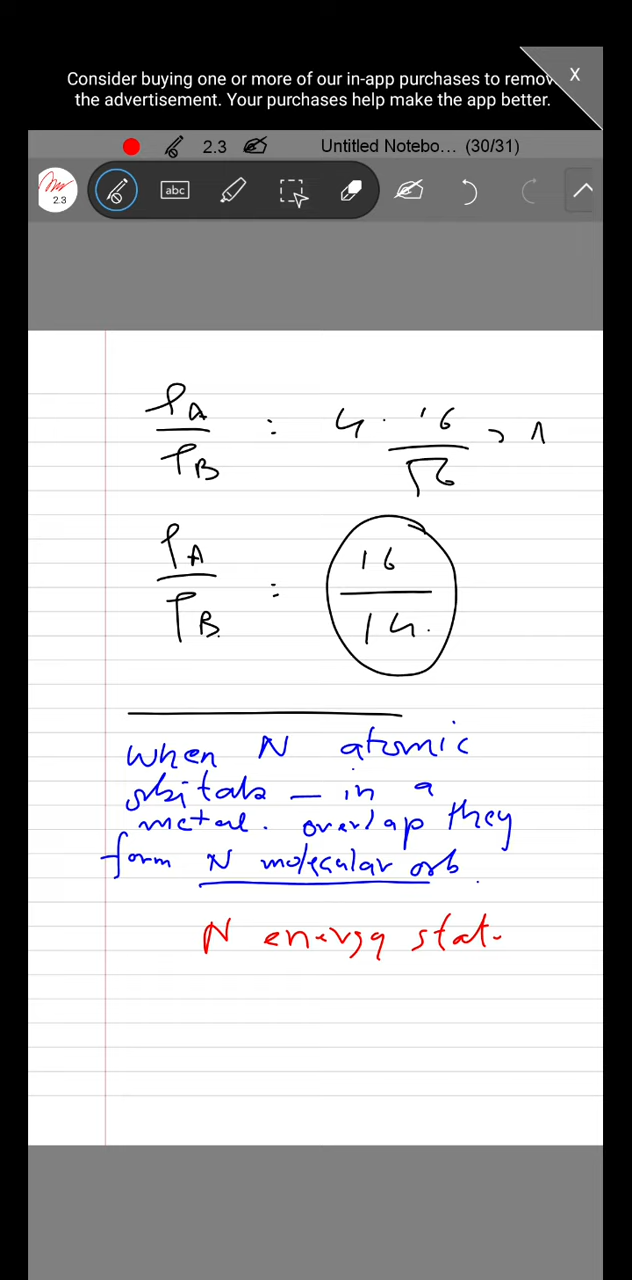 Consider buying one or more of our in-app purchases to remov
the advertisement. Your purchases help make the app better.
X
2.3 Untitled Notebo... (30/31)
2.3 abc
ρA / ρB : 4 . 16 / 56
ρA / ρB : 16 / 14.
When N atomic
orbitals — in a
metal. overlap they
form N molecular orb.
N energy stat.